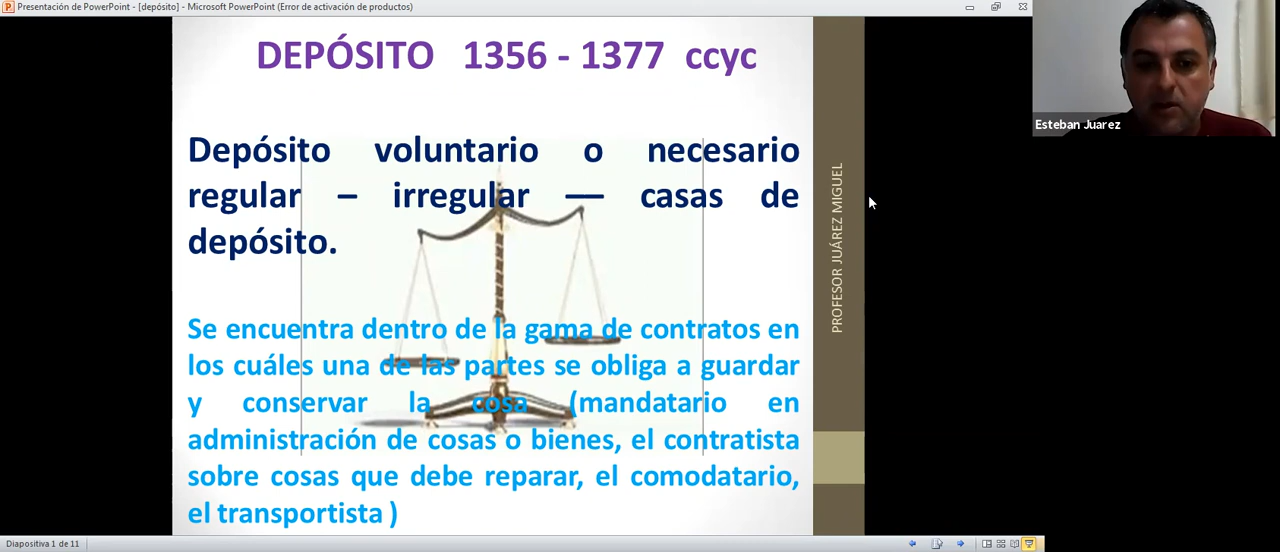 Presentación de PowerPoint - [depósito] - Microsoft PowerPoint (Error de activación de productos)
DEPÓSITO 1356 - 1377 ccyc
Depósito voluntario o necesario
regular – irregular –– casas de
depósito.
Se encuentra dentro de la gama de contratos en
los cuáles una de las partes se obliga a guardar
y conservar la cosa (mandatario en
administración de cosas o bienes, el contratista
sobre cosas que debe reparar, el comodatario,
el transportista )
PROFESOR JUÁREZ MIGUEL
Esteban Juarez
Diapositiva 1 de 11